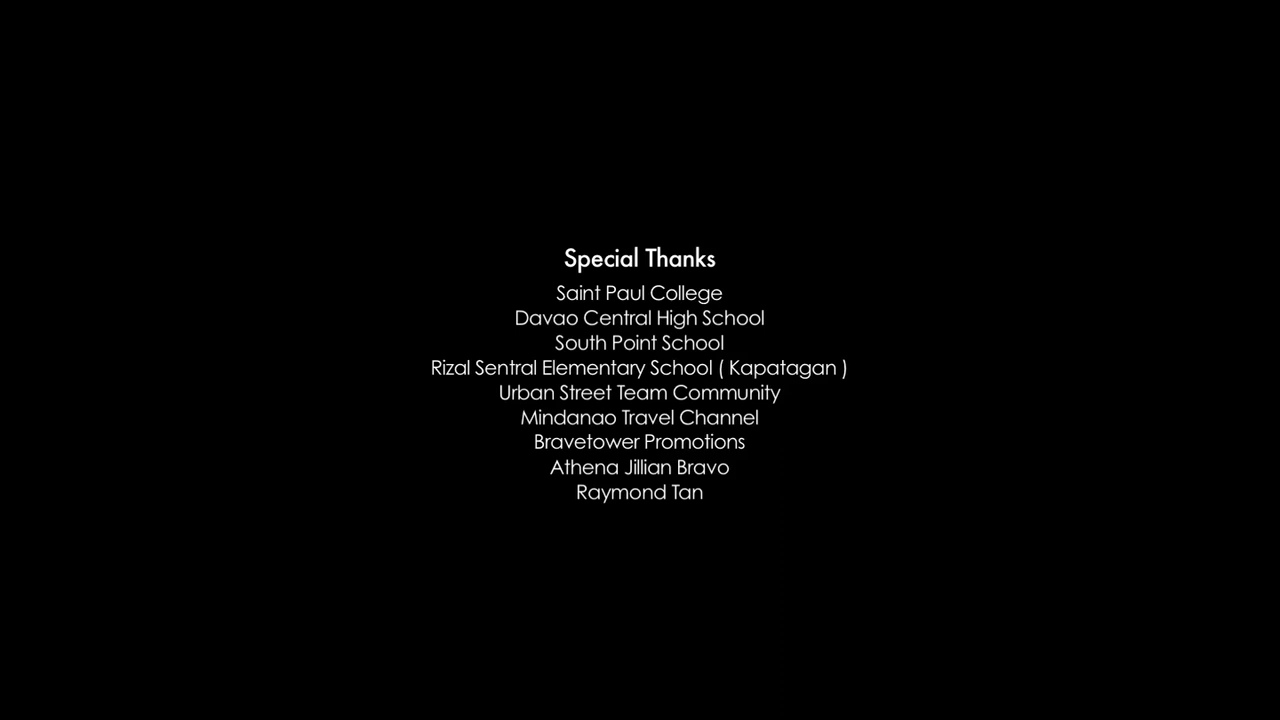 Special Thanks
Saint Paul College
Davao Central High School
South Point School
Rizal Sentral Elementary School ( Kapatagan )
Urban Street Team Community
Mindanao Travel Channel
Bravetower Promotions
Athena Jillian Bravo
Raymond Tan